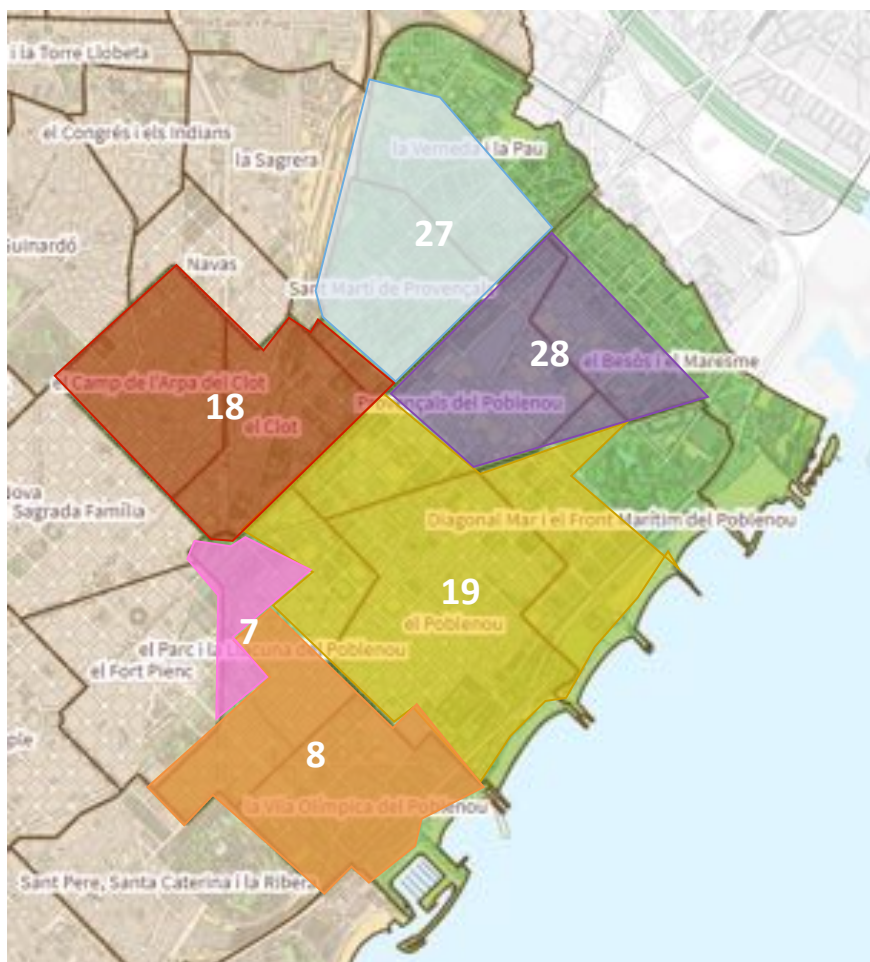 i la Torre Llobeta
el Congrés i els Indians
la Sagrera
la Verneda i la Pau
27
Guinardó
Navas
Sant Martí de Provençals
28
el Besòs i el Maresme
el Camp de l'Arpa del Clot
18
Provençals del Poblenou
el Clot
Sagrada Família
Diagonal Mar i el Front Marítim del Poblenou
19
el Poblenou
7
el Parc i la Llacuna del Poblenou
el Fort Pienc
8
la Vila Olímpica del Poblenou
Sant Pere, Santa Caterina i la Ribera